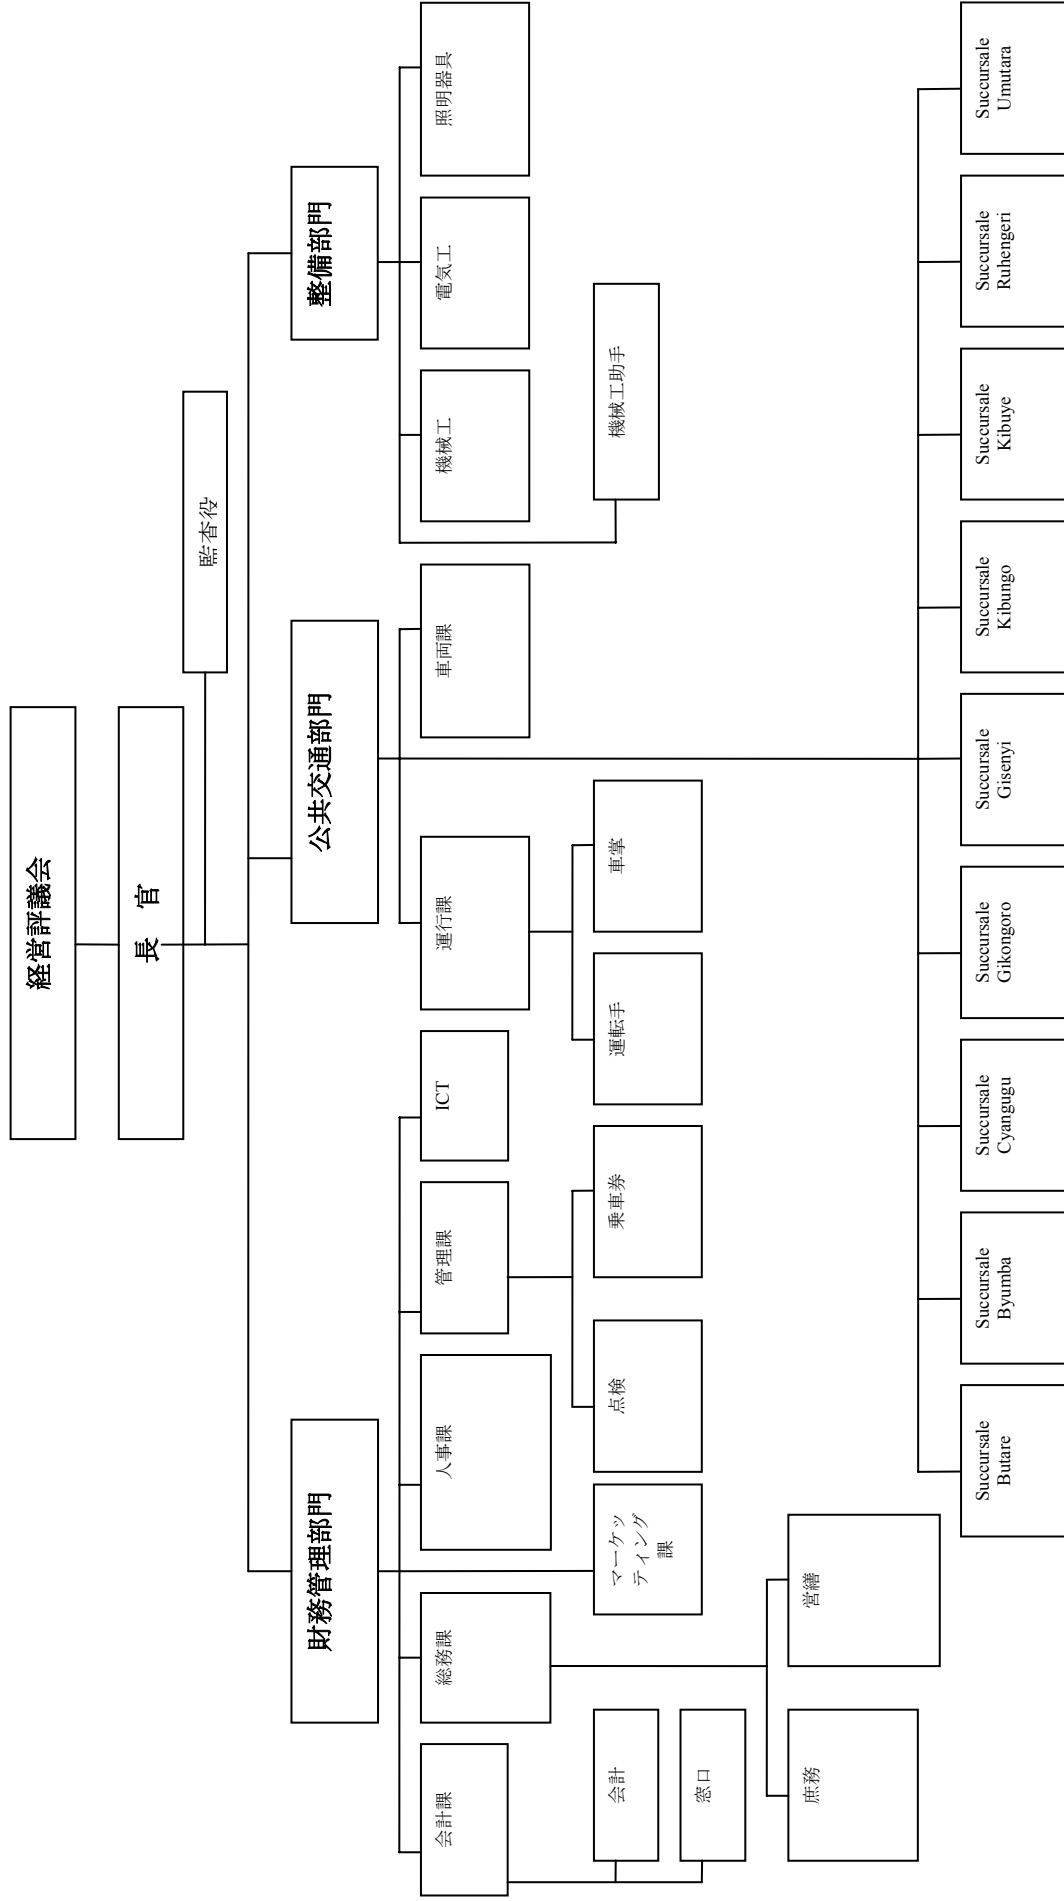 経営評議会
長 官
監査役
財務管理部門
公共交通部門
整備部門
会計課
総務課
人事課
管理課
ICT
運行課
車両課
機械工
電気工
照明器具
会計
マーケッ
ティング
課
点検
乗車券
運転手
車掌
機械工助手
窓口
庶務
営繕
Succursale
Butare
Succursale
Byumba
Succursale
Cyangugu
Succursale
Gikongoro
Succursale
Gisenyi
Succursale
Kibungo
Succursale
Kibuye
Succursale
Ruhengeri
Succursale
Umutara